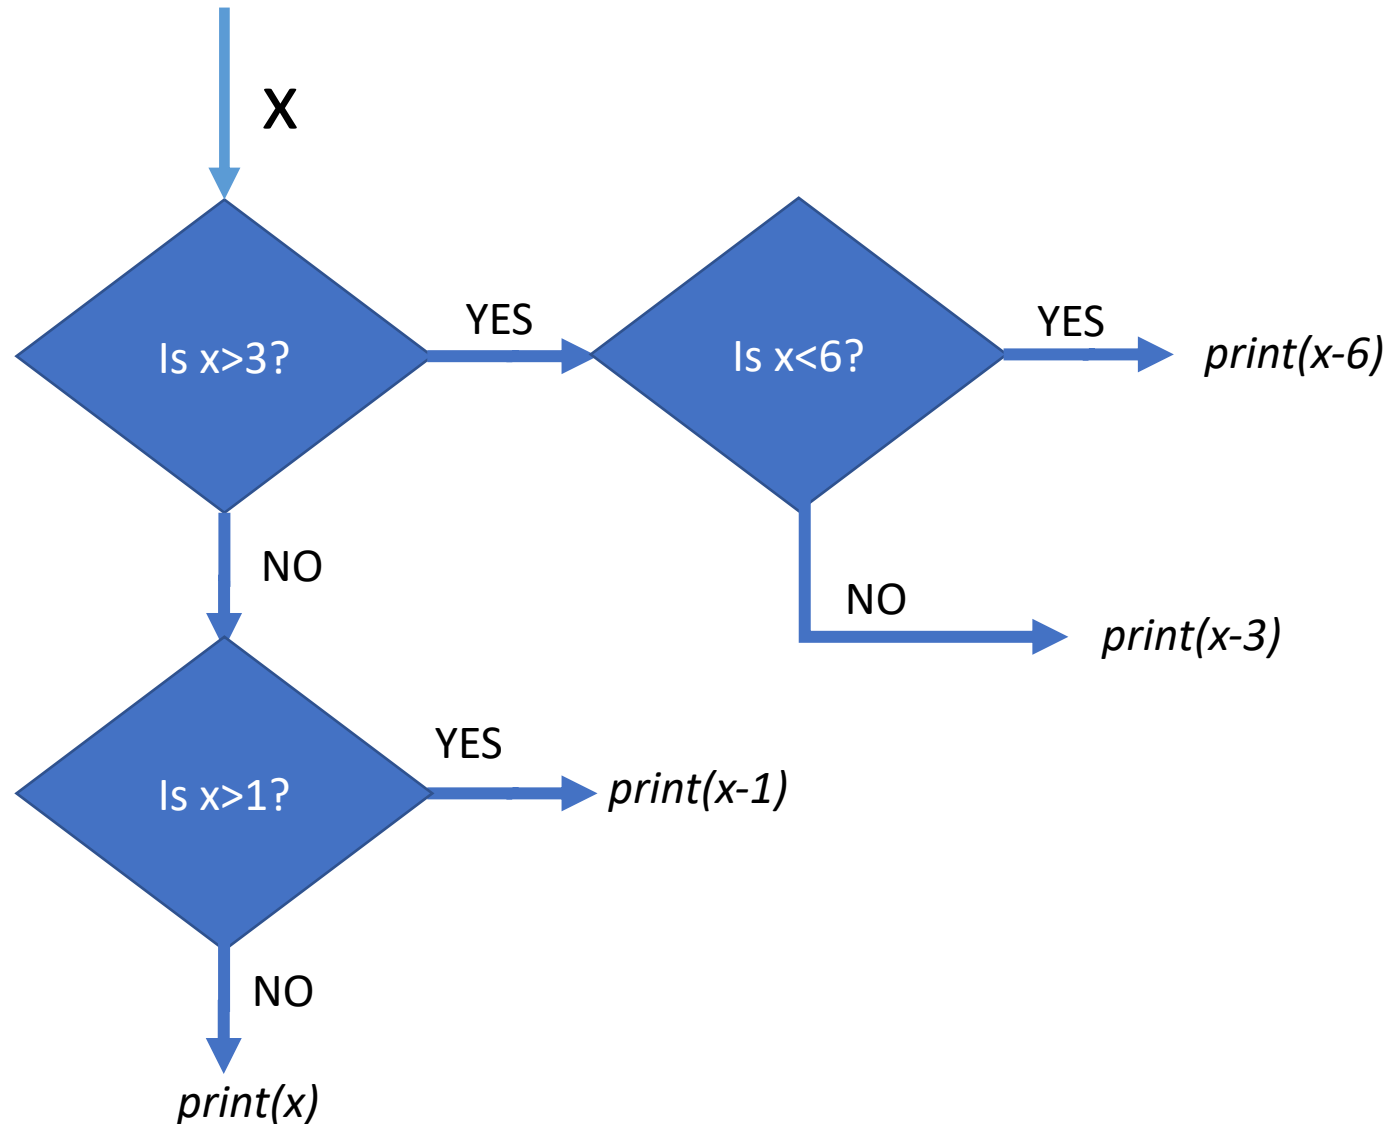 X
Is x>3?
YES
Is x<6?
YES
print(x-6)
NO
NO
print(x-3)
Is x>1?
YES
print(x-1)
NO
print(x)